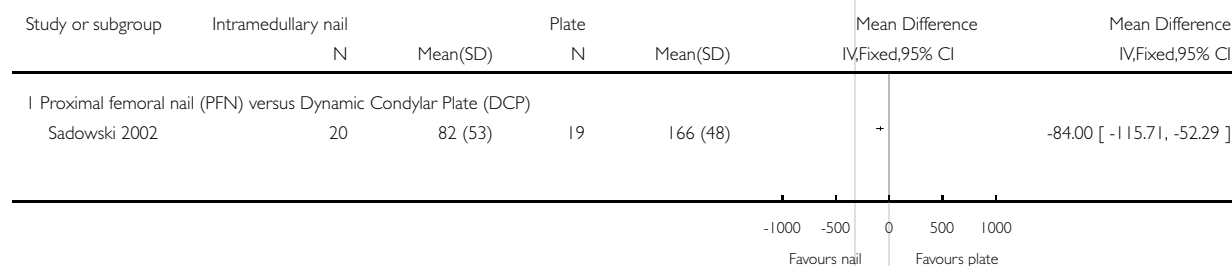 Study or subgroup Intramedullary nail Plate Mean Difference Mean Difference
N Mean(SD) N Mean(SD) IV,Fixed,95% CI IV,Fixed,95% CI
1 Proximal femoral nail (PFN) versus Dynamic Condylar Plate (DCP)
Sadowski 2002 20 82 (53) 19 166 (48) -84.00 [ -115.71, -52.29 ]
-1000 -500 0 500 1000
Favours nail Favours plate